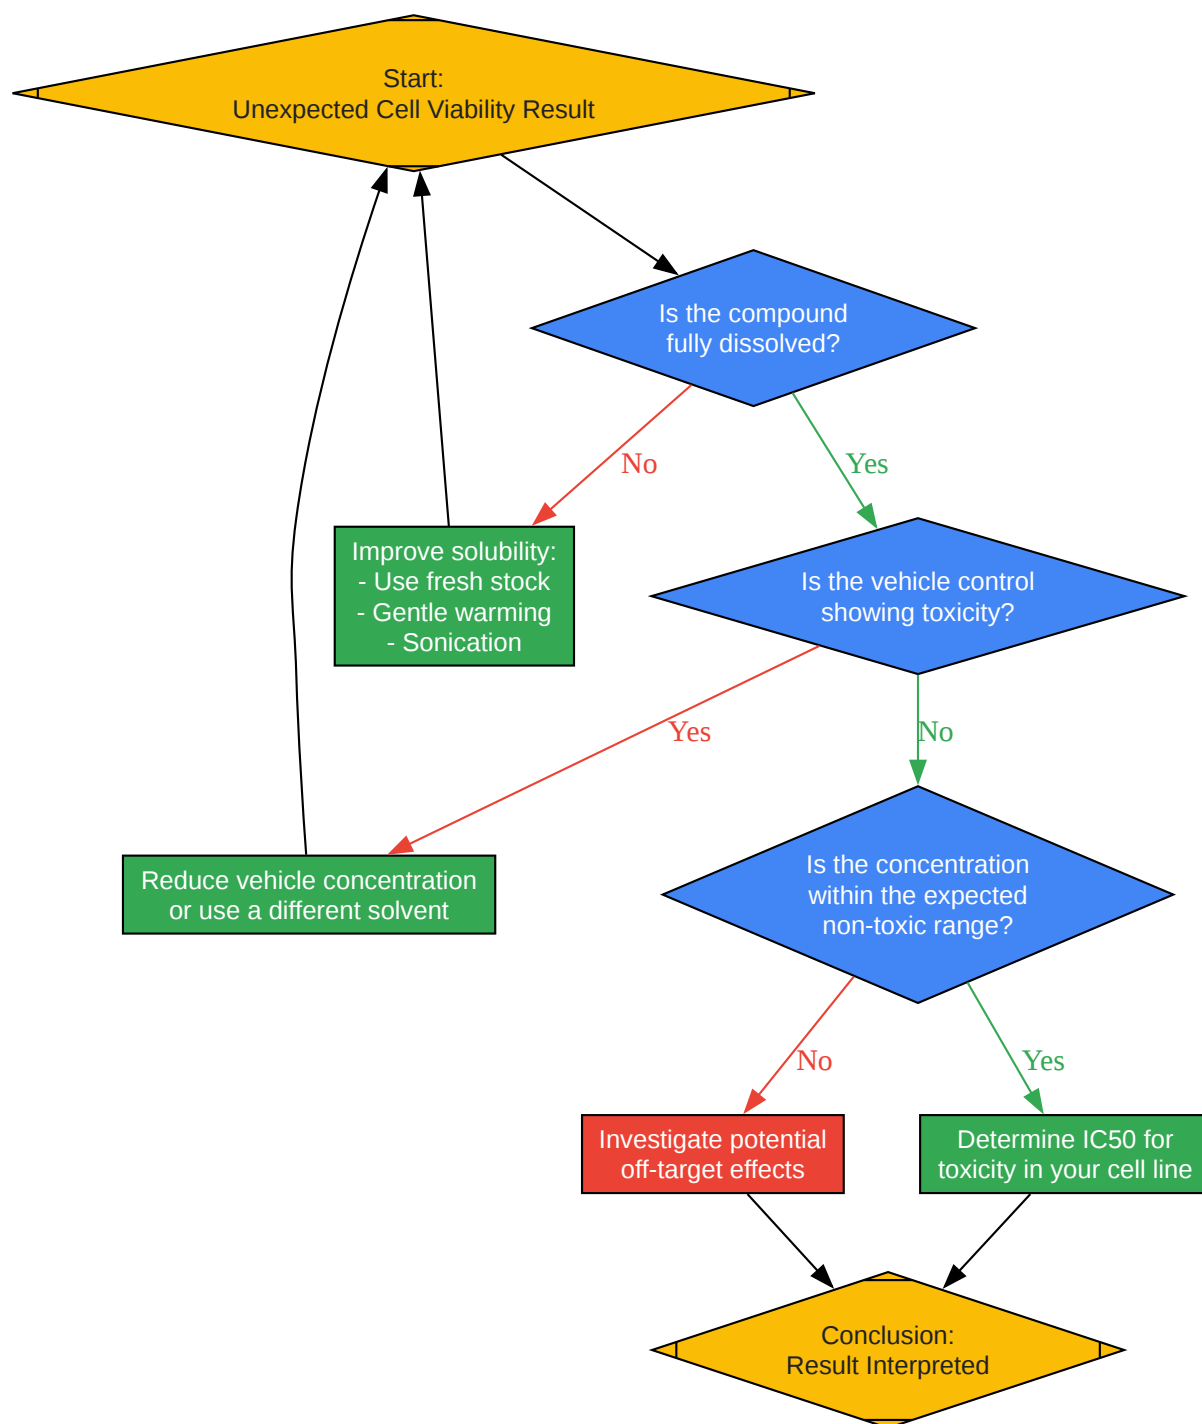 Start:
Unexpected Cell Viability Result
Is the compound
fully dissolved?
No
Yes
Improve solubility:
- Use fresh stock
- Gentle warming
- Sonication
Is the vehicle control
showing toxicity?
Yes
No
Reduce vehicle concentration
or use a different solvent
Is the concentration
within the expected
non-toxic range?
No
Yes
Investigate potential
off-target effects
Determine IC50 for
toxicity in your cell line
Conclusion:
Result Interpreted